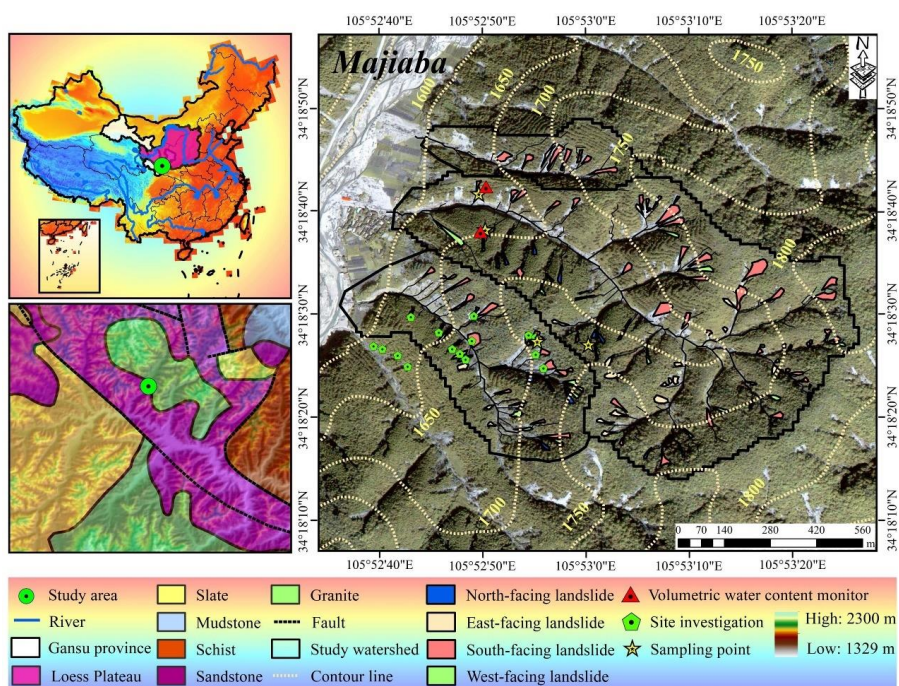 105°52'40"E 105°52'50"E 105°53'0"E 105°53'10"E 105°53'20"E
Majiaba
N
34°18'50"N 34°18'50"N
34°18'40"N 34°18'40"N
34°18'30"N 34°18'30"N
34°18'20"N 34°18'20"N
34°18'10"N 34°18'10"N
1600 1650 1700 1750 1750
1800
1650 1700 1750 1800
0 70 140 280 420 560
m
105°52'40"E 105°52'50"E 105°53'0"E 105°53'10"E 105°53'20"E
Study area Slate Granite North-facing landslide Volumetric water content monitor
River Mudstone Fault East-facing landslide Site investigation High: 2300 m
Gansu province Schist Study watershed South-facing landslide Sampling point Low: 1329 m
Loess Plateau Sandstone Contour line West-facing landslide